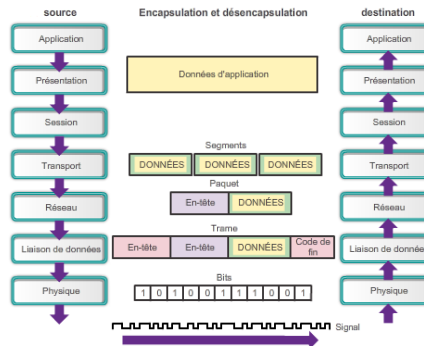 source
Encapsulation et désencapsulation
destination
Application
Application
Présentation
Données d'application
Présentation
Session
Session
Segments
Transport
DONNÉES
DONNÉES
DONNÉES
Transport
Paquet
Réseau
En-tête
DONNÉES
Réseau
Trame
Liaison de données
En-tête
En-tête
DONNÉES
Code de
fin
Liaison de données
Bits
Physique
1 0 1 0 0 1 1 1 0 0 1
Physique
Signal